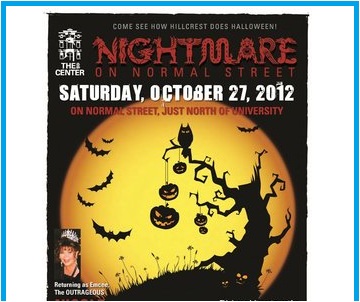 COME SEE HOW HILLCREST DOES HALLOWEEN!
THE CENTER
NIGHTMARE
ON NORMAL STREET
SATURDAY, OCTOBER 27, 2012
ON NORMAL STREET, JUST NORTH OF UNIVERSITY
Returning as Emcee,
The OUTRAGEOUS